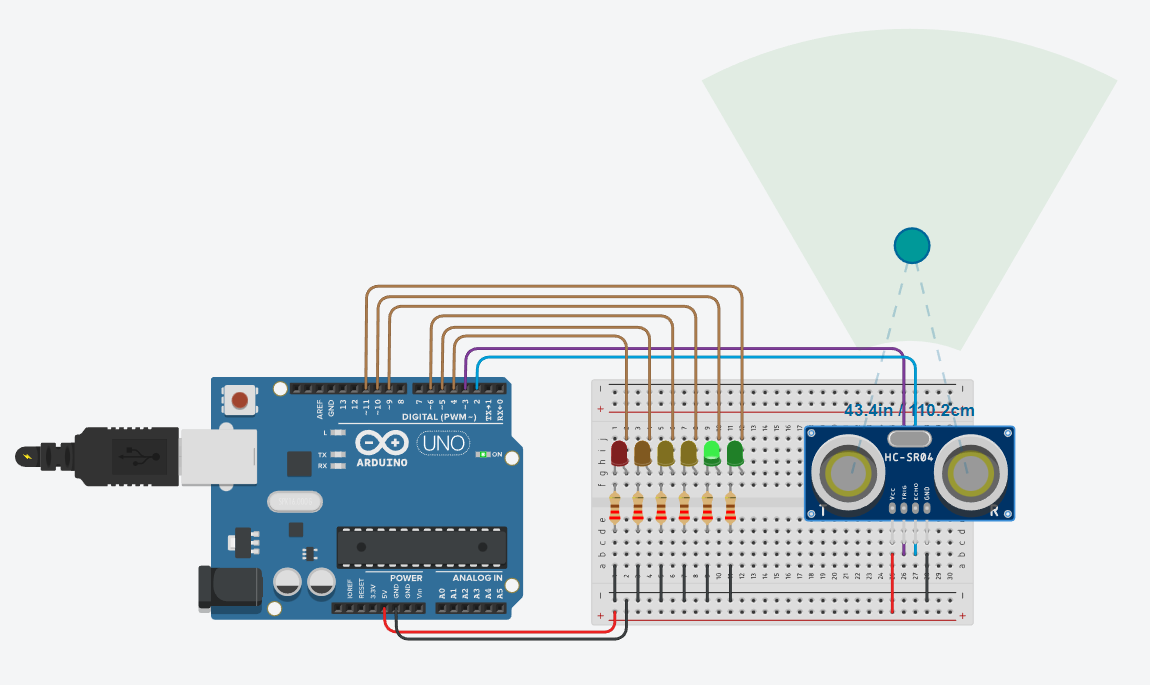 43.4in / 110.2cm
HC-SR04
VCC
TRIG
ECHO
GND
T
R
AREF
GND
13
12
~11
~10
~9
8
7
~6
~5
4
~3
2
TX→1
RX←0
DIGITAL (PWM~)
L
TX
RX
ARDUINO
UNO
ON
POWER
ANALOG IN
IOREF
RESET
3.3V
5V
GND
GND
Vin
A0
A1
A2
A3
A4
A5